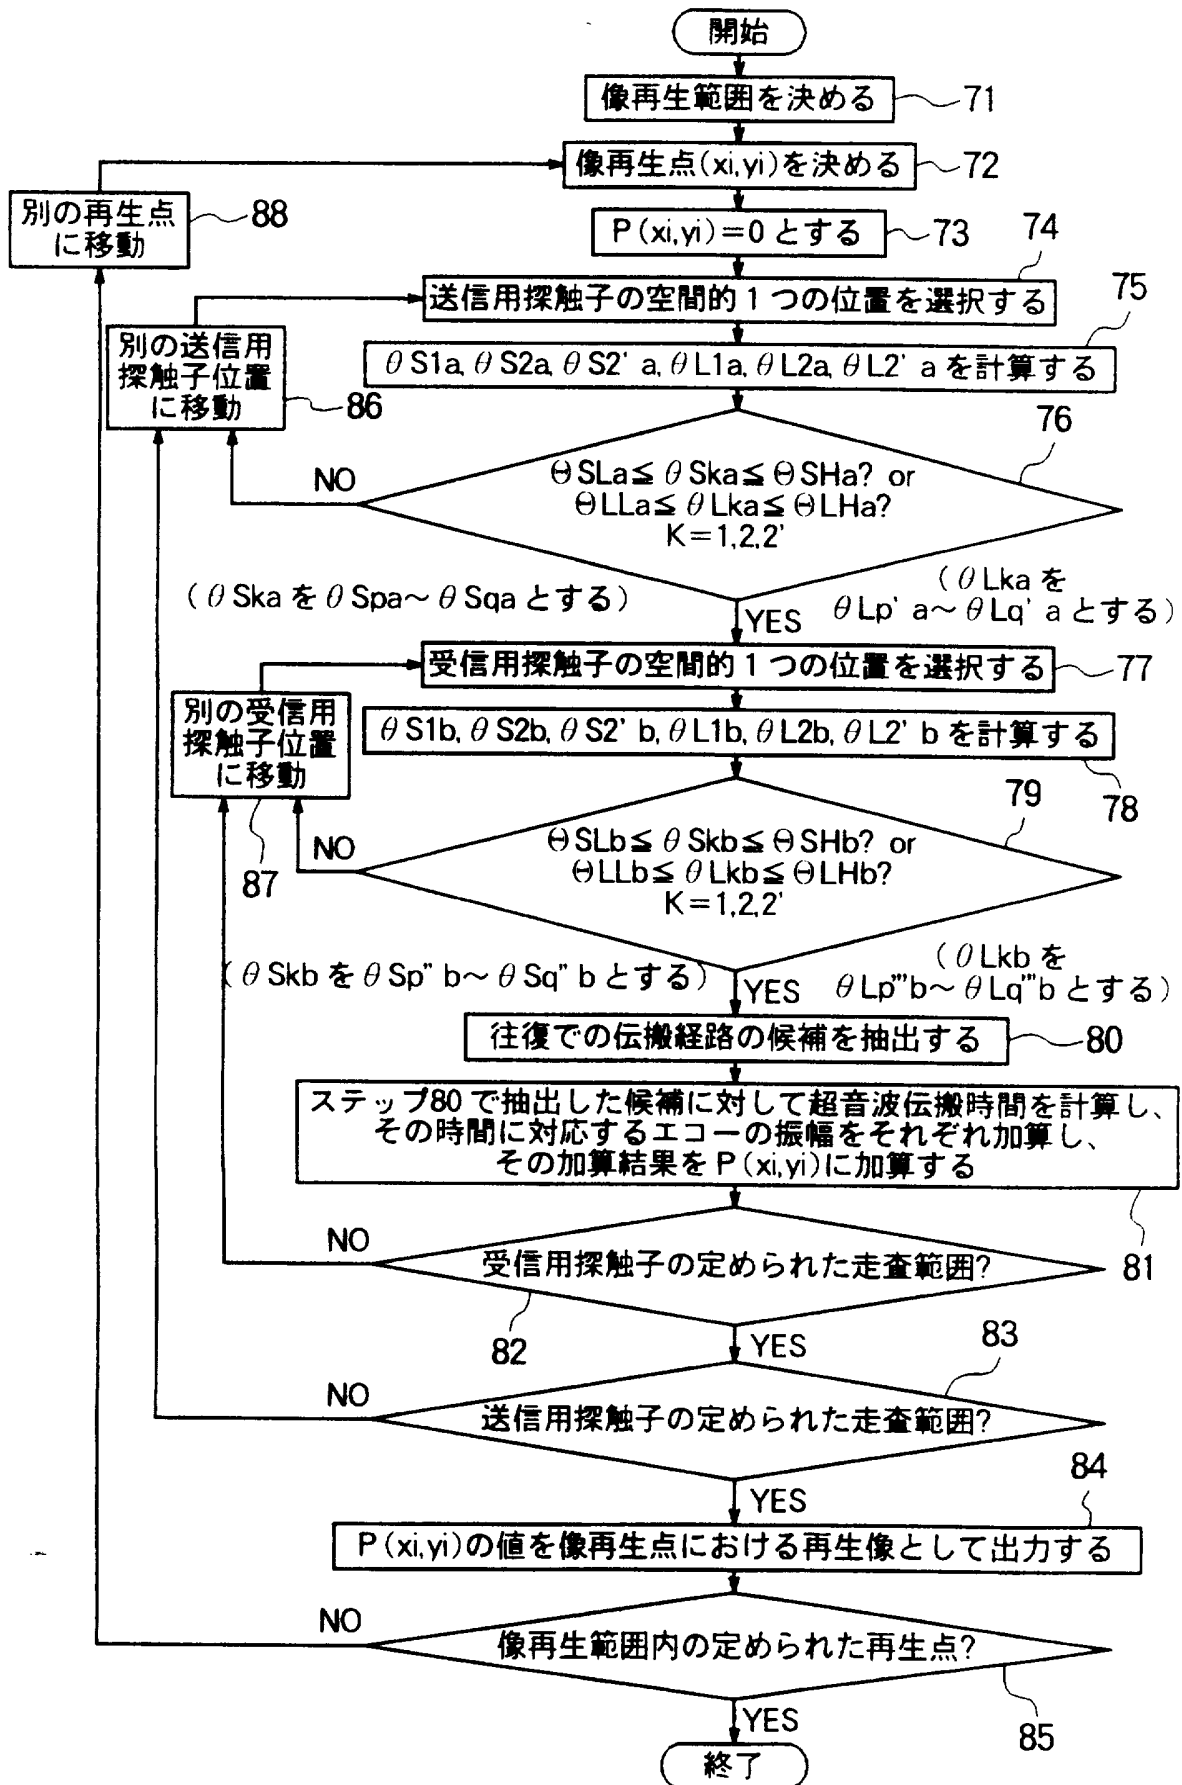 開始
像再生範囲を決める
71
像再生点(xi,yi)を決める
72
別の再生点
に移動
88
P(xi,yi)=0とする
73
74
送信用探触子の空間的1つの位置を選択する
75
別の送信用
探触子位置
に移動
86
θS1a,θS2a,θS2'a,θL1a,θL2a,θL2'aを計算する
76
NO
ΘSLa≦θSka≦ΘSHa? or
ΘLLa≦θLka≦ΘLHa?
K=1,2,2'
(θSkaをθSpa~θSqaとする)
(θLkaを
θLp'a~θLq'aとする)
YES
受信用探触子の空間的1つの位置を選択する
77
別の受信用
探触子位置
に移動
87
θS1b,θS2b,θS2'b,θL1b,θL2b,θL2'bを計算する
78
79
NO
ΘSLb≦θSkb≦ΘSHb? or
ΘLLb≦θLkb≦ΘLHb?
K=1,2,2'
(θSkbをθSp"b~θSq"bとする)
(θLkbを
θLp'''b~θLq'''bとする)
YES
往復での伝搬経路の候補を抽出する
80
ステップ80で抽出した候補に対して超音波伝搬時間を計算し、
その時間に対応するエコーの振幅をそれぞれ加算し、
その加算結果をP(xi,yi)に加算する
81
NO
受信用探触子の定められた走査範囲?
82
YES
83
NO
送信用探触子の定められた走査範囲?
84
YES
P(xi,yi)の値を像再生点における再生像として出力する
NO
像再生範囲内の定められた再生点?
85
YES
終了